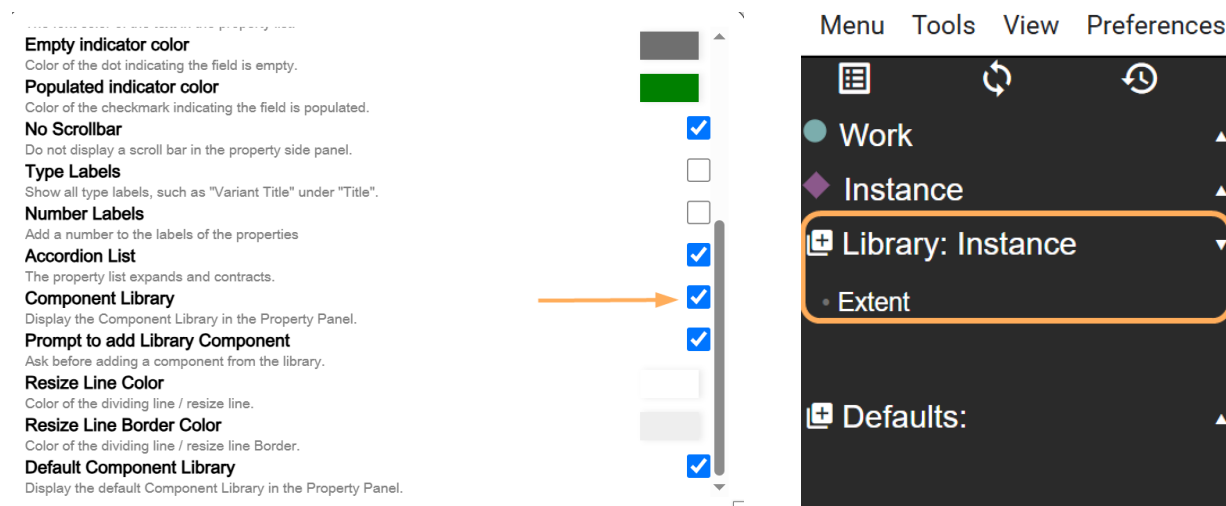 Empty indicator color
Color of the dot indicating the field is empty.
Populated indicator color
Color of the checkmark indicating the field is populated.
No Scrollbar
Do not display a scroll bar in the property side panel.
Type Labels
Show all type labels, such as "Variant Title" under "Title".
Number Labels
Add a number to the labels of the properties
Accordion List
The property list expands and contracts.
Component Library
Display the Component Library in the Property Panel.
Prompt to add Library Component
Ask before adding a component from the library.
Resize Line Color
Color of the dividing line / resize line.
Resize Line Border Color
Color of the dividing line / resize line Border.
Default Component Library
Display the default Component Library in the Property Panel.
Menu Tools View Preferences
Work
Instance
Library: Instance
Extent
Defaults: